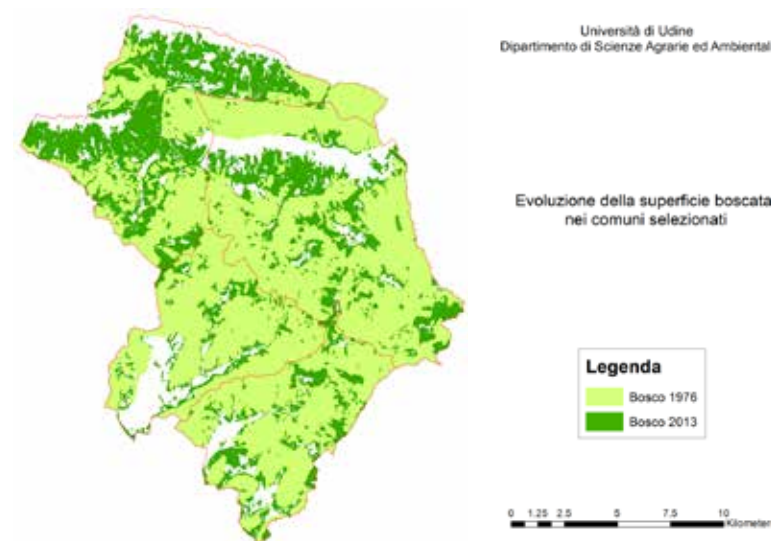 Università di Udine
Dipartimento di Scienze Agrarie ed Ambiental
Evoluzione della superficie boscata
nei comuni selezionati
Legenda
Bosco 1976
Bosco 2013
0 1.25 2.5 5 7.5 10
Kilometer